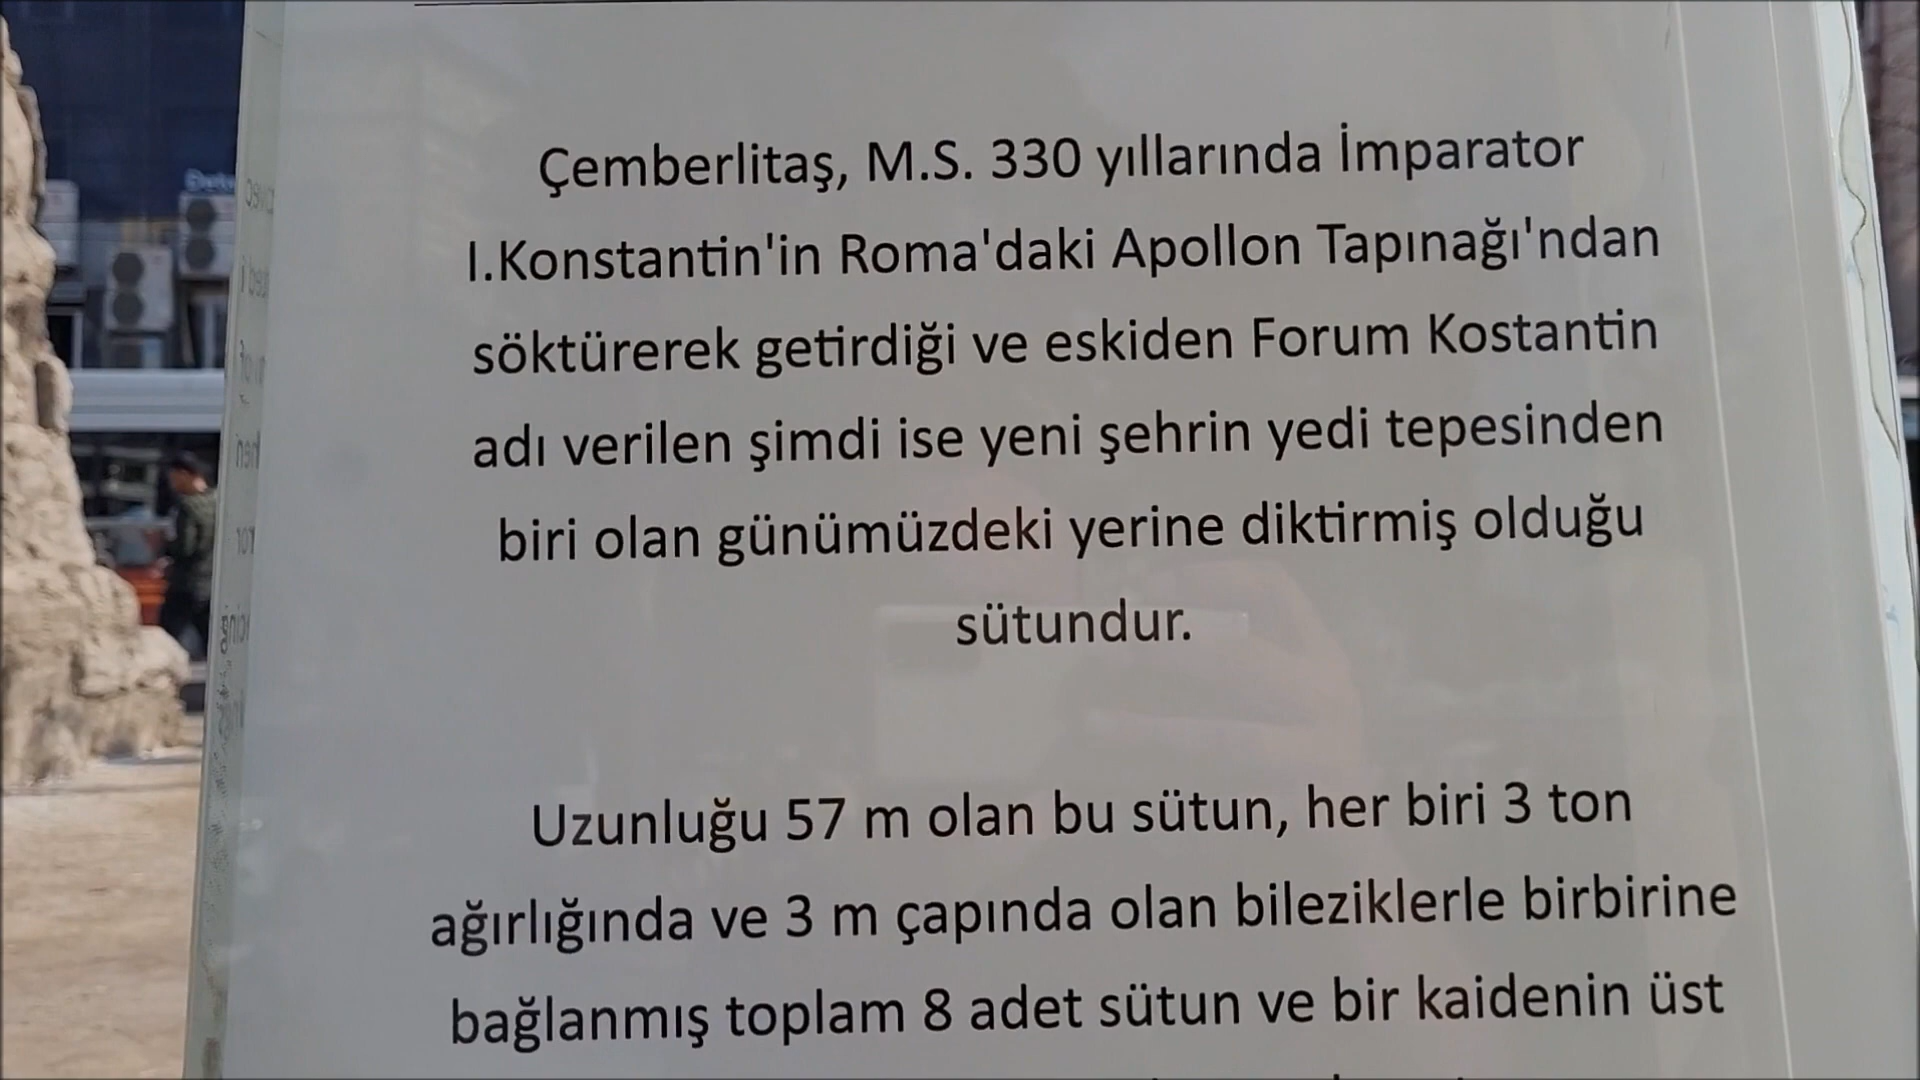 Çemberlitaş, M.S. 330 yıllarında İmparator
I.Konstantin'in Roma'daki Apollon Tapınağı'ndan
söktürerek getirdiği ve eskiden Forum Kostantin
adı verilen şimdi ise yeni şehrin yedi tepesinden
biri olan günümüzdeki yerine diktirmiş olduğu
sütundur.
Uzunluğu 57 m olan bu sütun, her biri 3 ton
ağırlığında ve 3 m çapında olan bileziklerle birbirine
bağlanmış toplam 8 adet sütun ve bir kaidenin üst